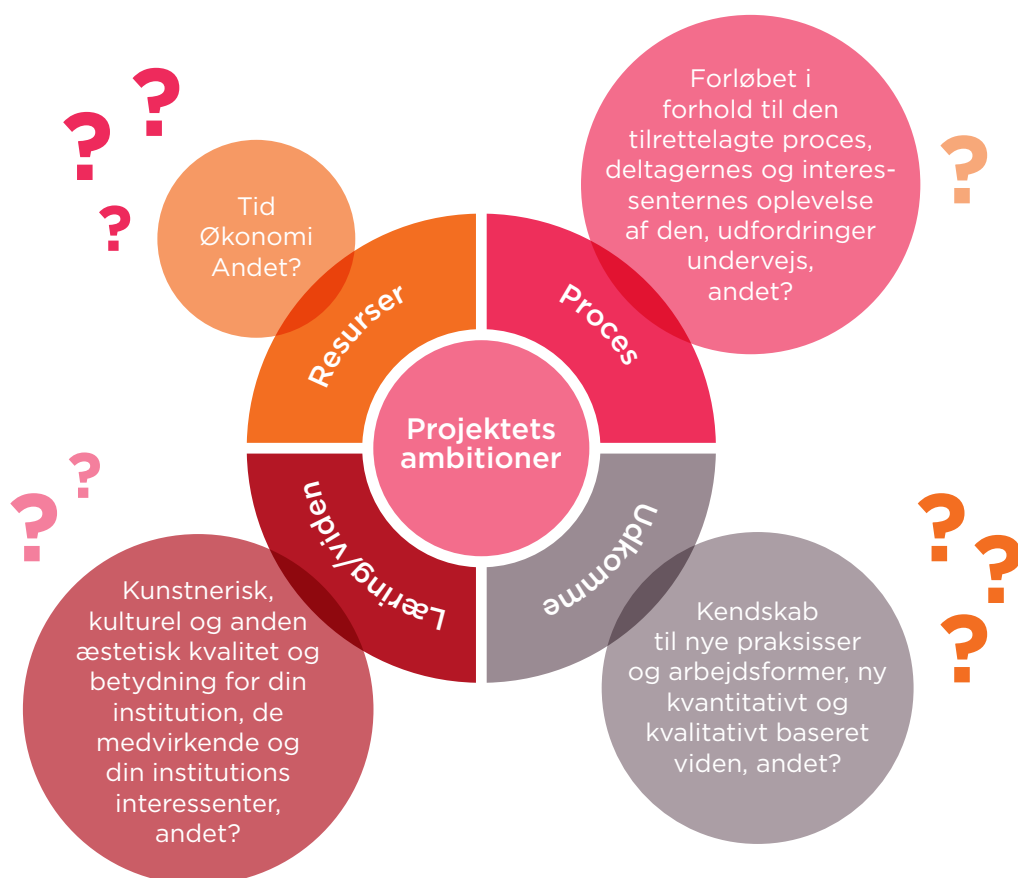 ?
?
?
Tid
Økonomi
Andet?
Forløbet i
forhold til den
tilrettelagte proces,
deltagernes og interes-
senternes oplevelse
af den, udfordringer
undervejs,
andet?
?
Resurser
Proces
Projektets
ambitioner
Læring/viden
Udkomme
?
?
Kunstnerisk,
kulturel og anden
æstetisk kvalitet og
betydning for din
institution, de
medvirkende og
din institutions
interessenter,
andet?
Kendskab
til nye praksisser
og arbejdsformer, ny
kvantitativt og
kvalitativt baseret
viden, andet?
?
?
?